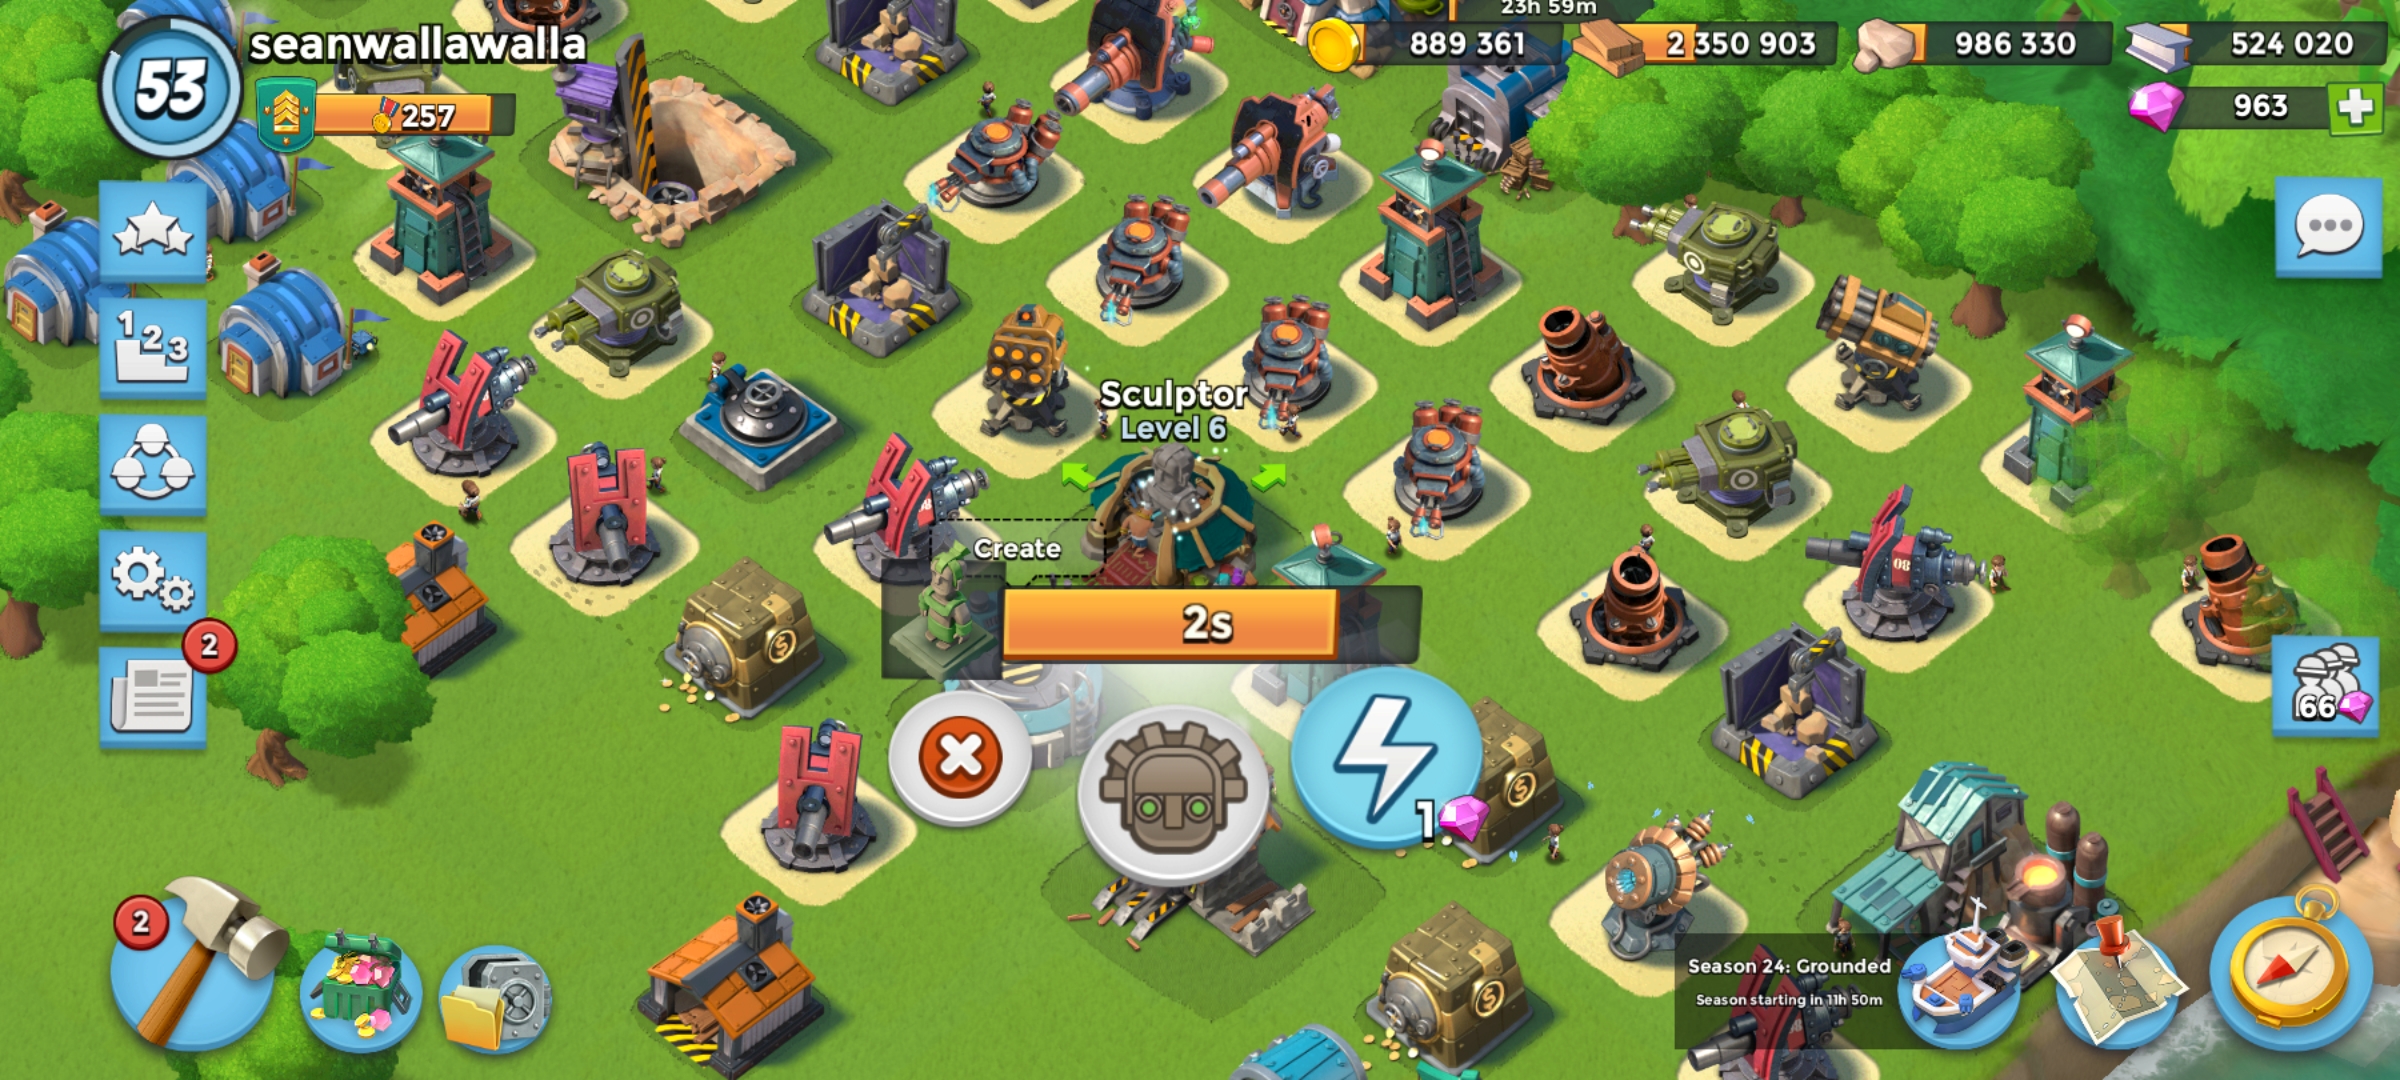 23h 59m
53
seanwallawalla
257
889 361
2 350 903
986 330
524 020
963
123
Sculptor
Level 6
Create
2s
08
2
66
1
2
Season 24: Grounded
Season starting in 11h 50m